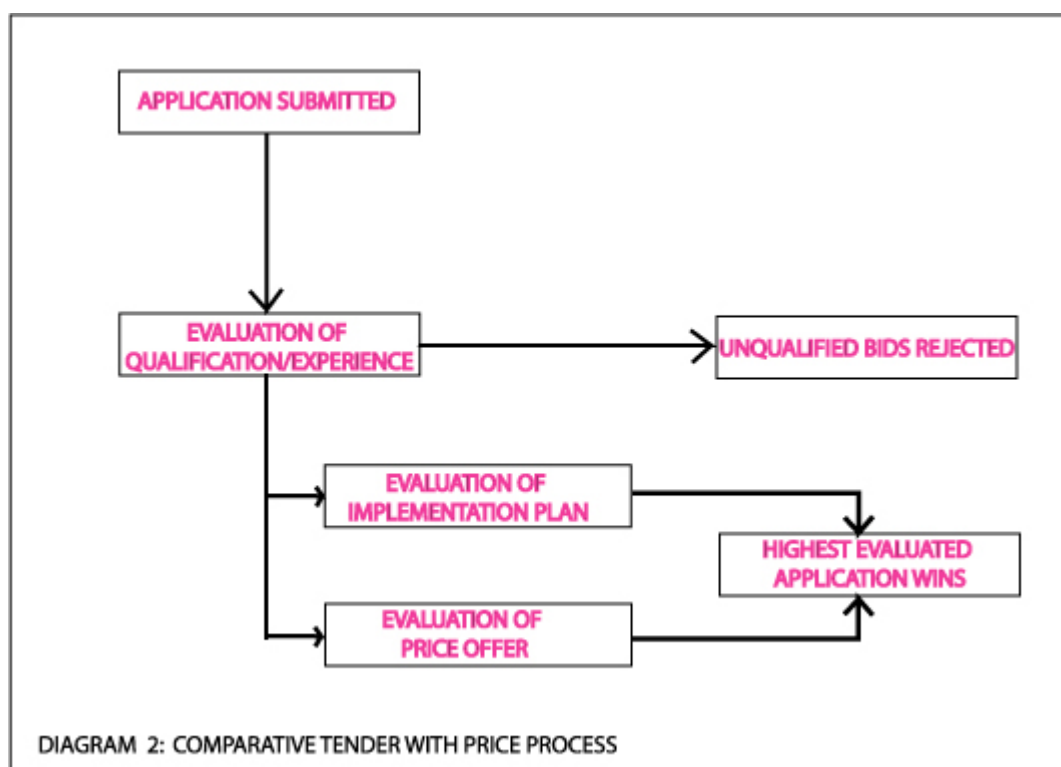 APPLICATION SUBMITTED
EVALUATION OF
QUALIFICATION/EXPERIENCE
UNQUALIFIED BIDS REJECTED
EVALUATION OF
IMPLEMENTATION PLAN
HIGHEST EVALUATED
APPLICATION WINS
EVALUATION OF
PRICE OFFER
DIAGRAM 2: COMPARATIVE TENDER WITH PRICE PROCESS